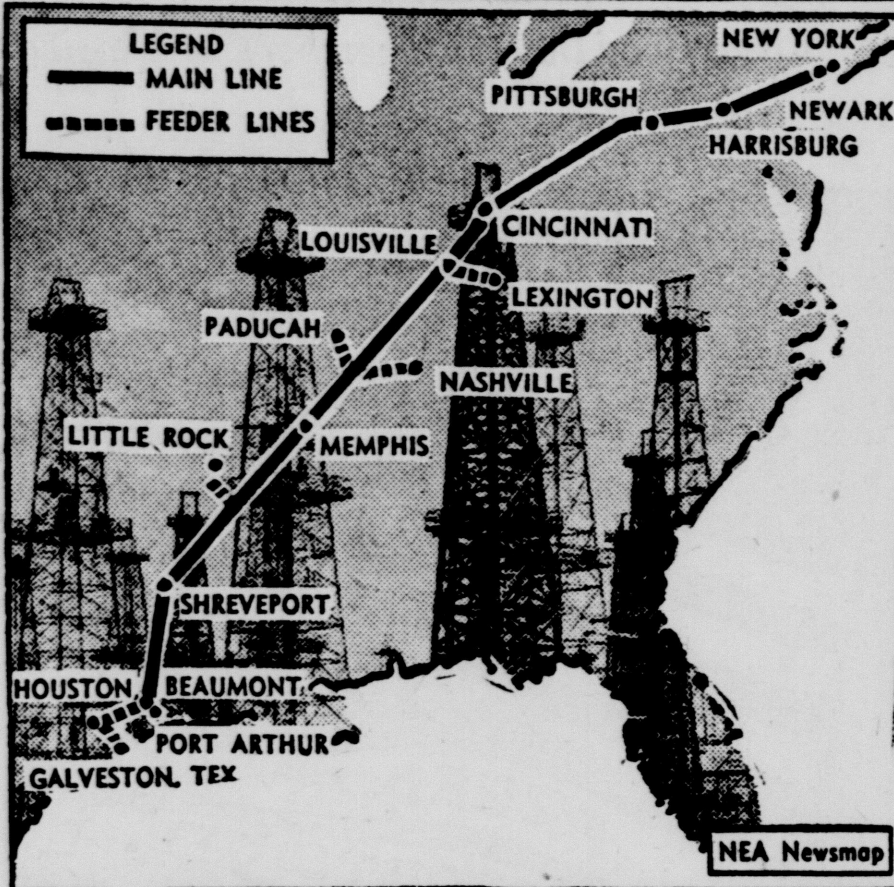 LEGEND
MAIN LINE
FEEDER LINES
NEW YORK
PITTSBURGH
NEWARK
HARRISBURG
CINCINNATI
LOUISVILLE
LEXINGTON
PADUCAH
NASHVILLE
LITTLE ROCK
MEMPHIS
SHREVEPORT
HOUSTON
BEAUMONT
PORT ARTHUR
GALVESTON, TEX
NEA Newsmap